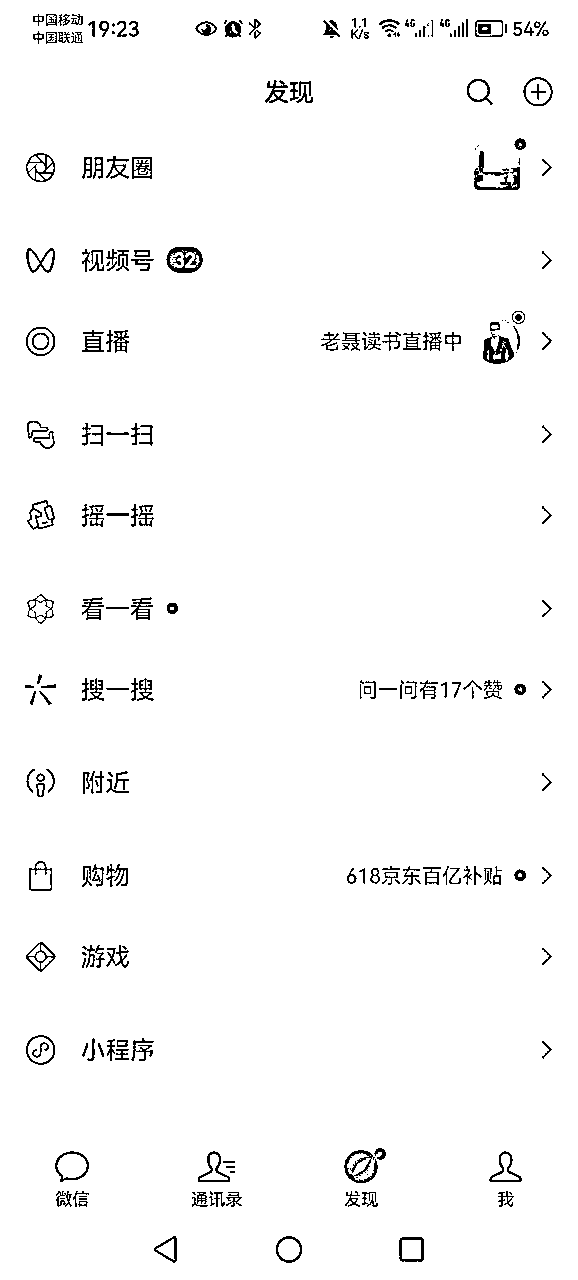 中国移动
中国联通
19:23
1.1
K/s
4G
4G
54%
发现
朋友圈
视频号 32
直播 老聂读书直播中
扫一扫
摇一摇
看一看
搜一搜 问一问有17个赞
附近
购物 618京东百亿补贴
游戏
小程序
微信 通讯录 发现 我